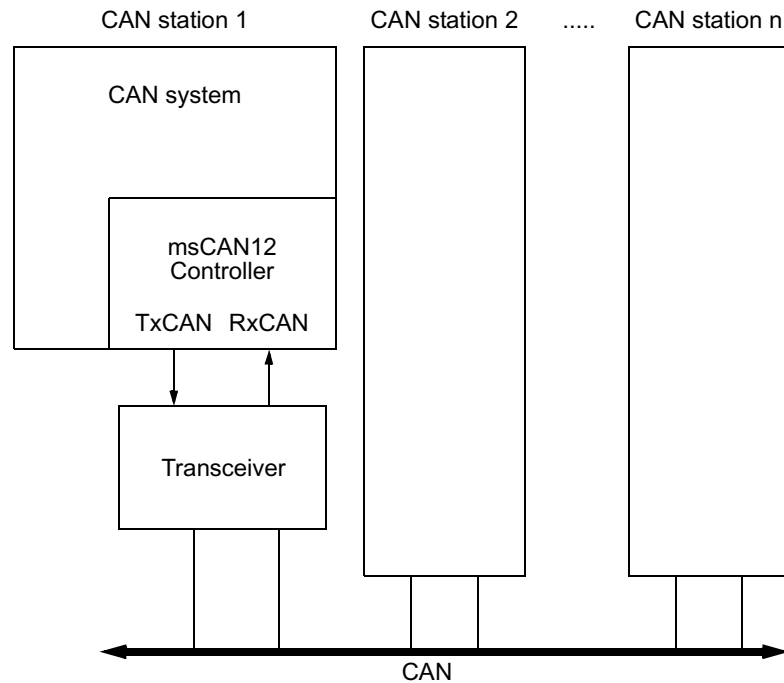 CAN station 1 CAN station 2 ..... CAN station n
CAN system
msCAN12
Controller
TxCAN RxCAN
Transceiver
CAN